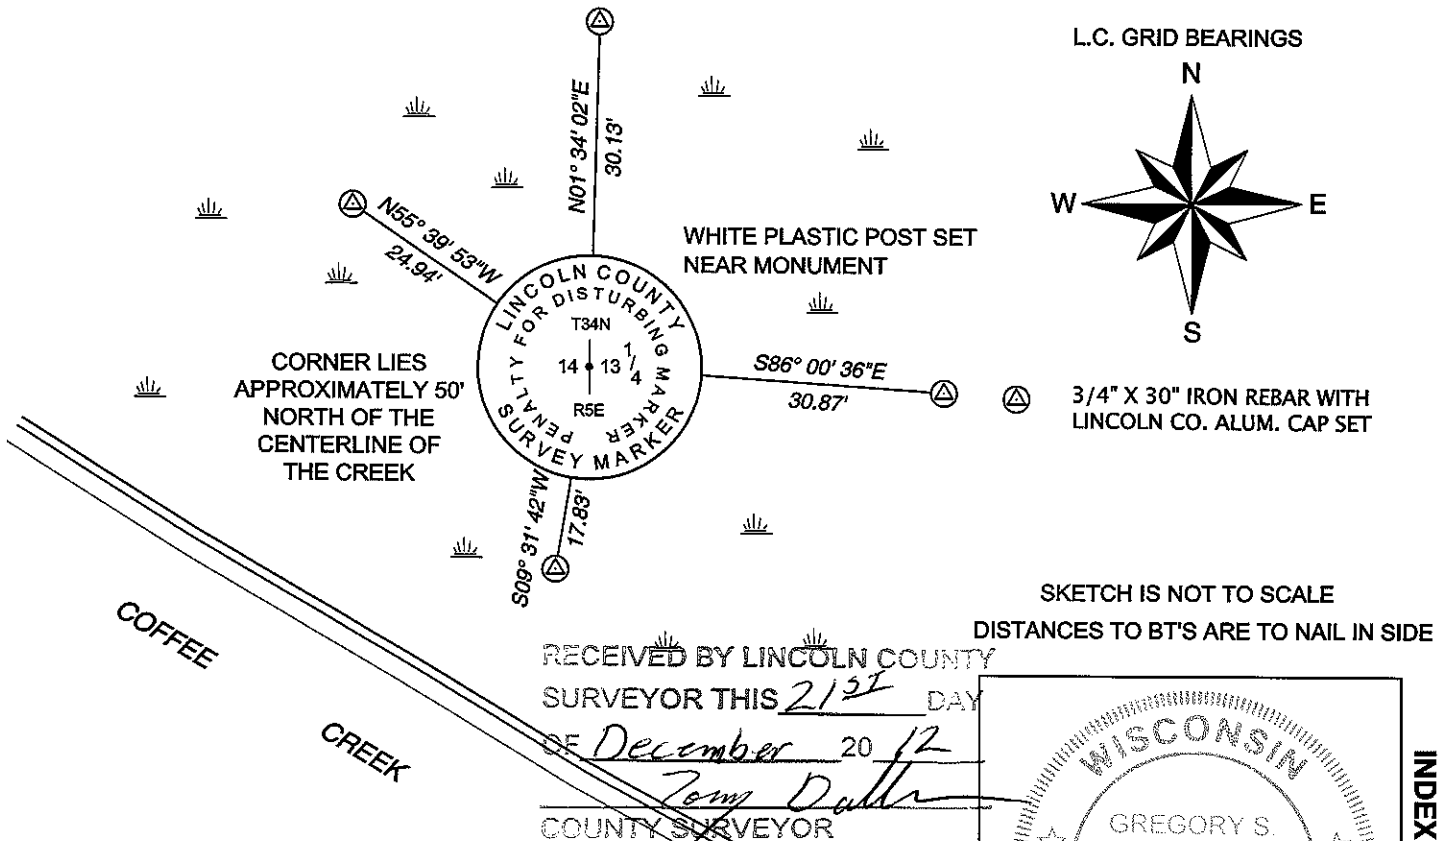 L.C. GRID BEARINGS
N
W
E
S
N01° 34' 02"E
30.13'
N55° 39' 53"W
24.94'
WHITE PLASTIC POST SET
NEAR MONUMENT
LINCOLN COUNTY
SURVEY MARKER
PENALTY FOR DISTURBING MARKER
T34N
14 13 1/4
R5E
S86° 00' 36"E
30.87'
3/4" X 30" IRON REBAR WITH
LINCOLN CO. ALUM. CAP SET
CORNER LIES
APPROXIMATELY 50'
NORTH OF THE
CENTERLINE OF
THE CREEK
S09° 31' 42"W
17.83'
COFFEE
CREEK
SKETCH IS NOT TO SCALE
DISTANCES TO BT'S ARE TO NAIL IN SIDE
RECEIVED BY LINCOLN COUNTY
SURVEYOR THIS 21ST DAY
OF December 20 12
Tony
COUNTY SURVEYOR
WISCONSIN
GREGORY S.
INDEX